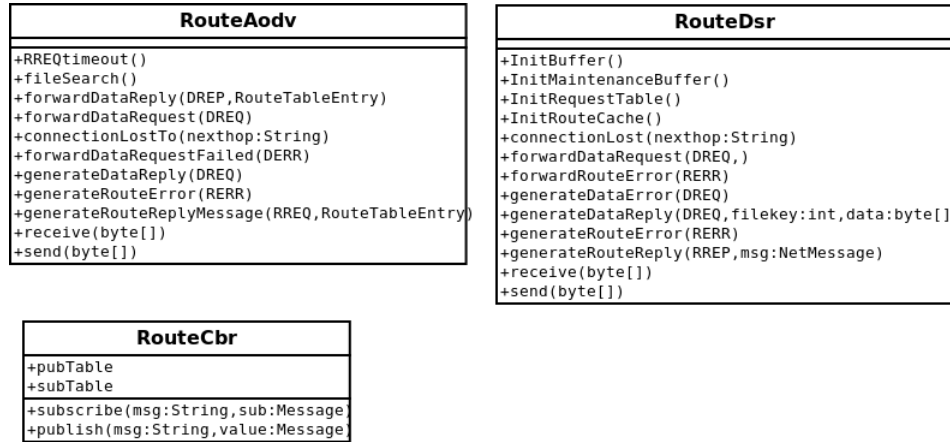 RouteAodv
+RREQtimeout()
+fileSearch()
+forwardDataReply(DREP,RouteTableEntry)
+forwardDataRequest(DREQ)
+connectionLostTo(nexthop:String)
+forwardDataRequestFailed(DERR)
+generateDataReply(DREQ)
+generateRouteError(RERR)
+generateRouteReplyMessage(RREQ,RouteTableEntry)
+receive(byte[])
+send(byte[])
RouteDsr
+InitBuffer()
+InitMaintenanceBuffer()
+InitRequestTable()
+InitRouteCache()
+connectionLost(nexthop:String)
+forwardDataRequest(DREQ,)
+forwardRouteError(RERR)
+generateDataError(DREQ)
+generateDataReply(DREQ,filekey:int,data:byte[]
+generateRouteError(RERR)
+generateRouteReply(RREP,msg:NetMessage)
+receive(byte[])
+send(byte[])
RouteCbr
+pubTable
+subTable
+subscribe(msg:String,sub:Message)
+publish(msg:String,value:Message)